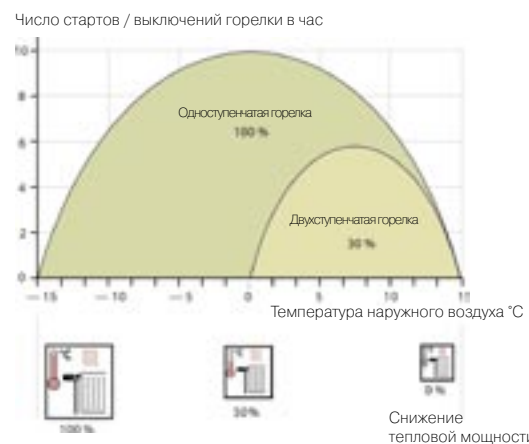 Число стартов / выключений горелки в час
10
8
6
4
2
0
Одноступенчатая горелка
100 %
Двухступенчатая горелка
30 %
-15 -10 -5 0 5 10 15
Температура наружного воздуха °C
°C °C °C
100 % 30% 0 %
Снижение
тепловой мощности